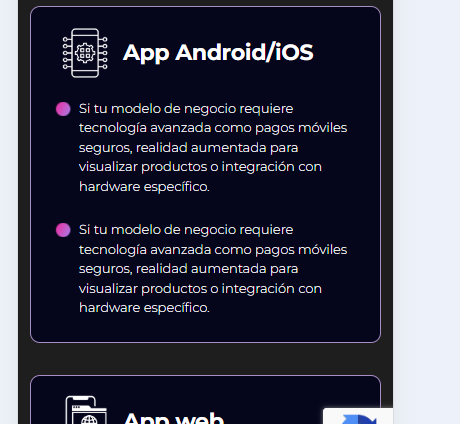 App Android/iOS
Si tu modelo de negocio requiere
tecnología avanzada como pagos móviles
seguros, realidad aumentada para
visualizar productos o integración con
hardware específico.
Si tu modelo de negocio requiere
tecnología avanzada como pagos móviles
seguros, realidad aumentada para
visualizar productos o integración con
hardware específico.
App web